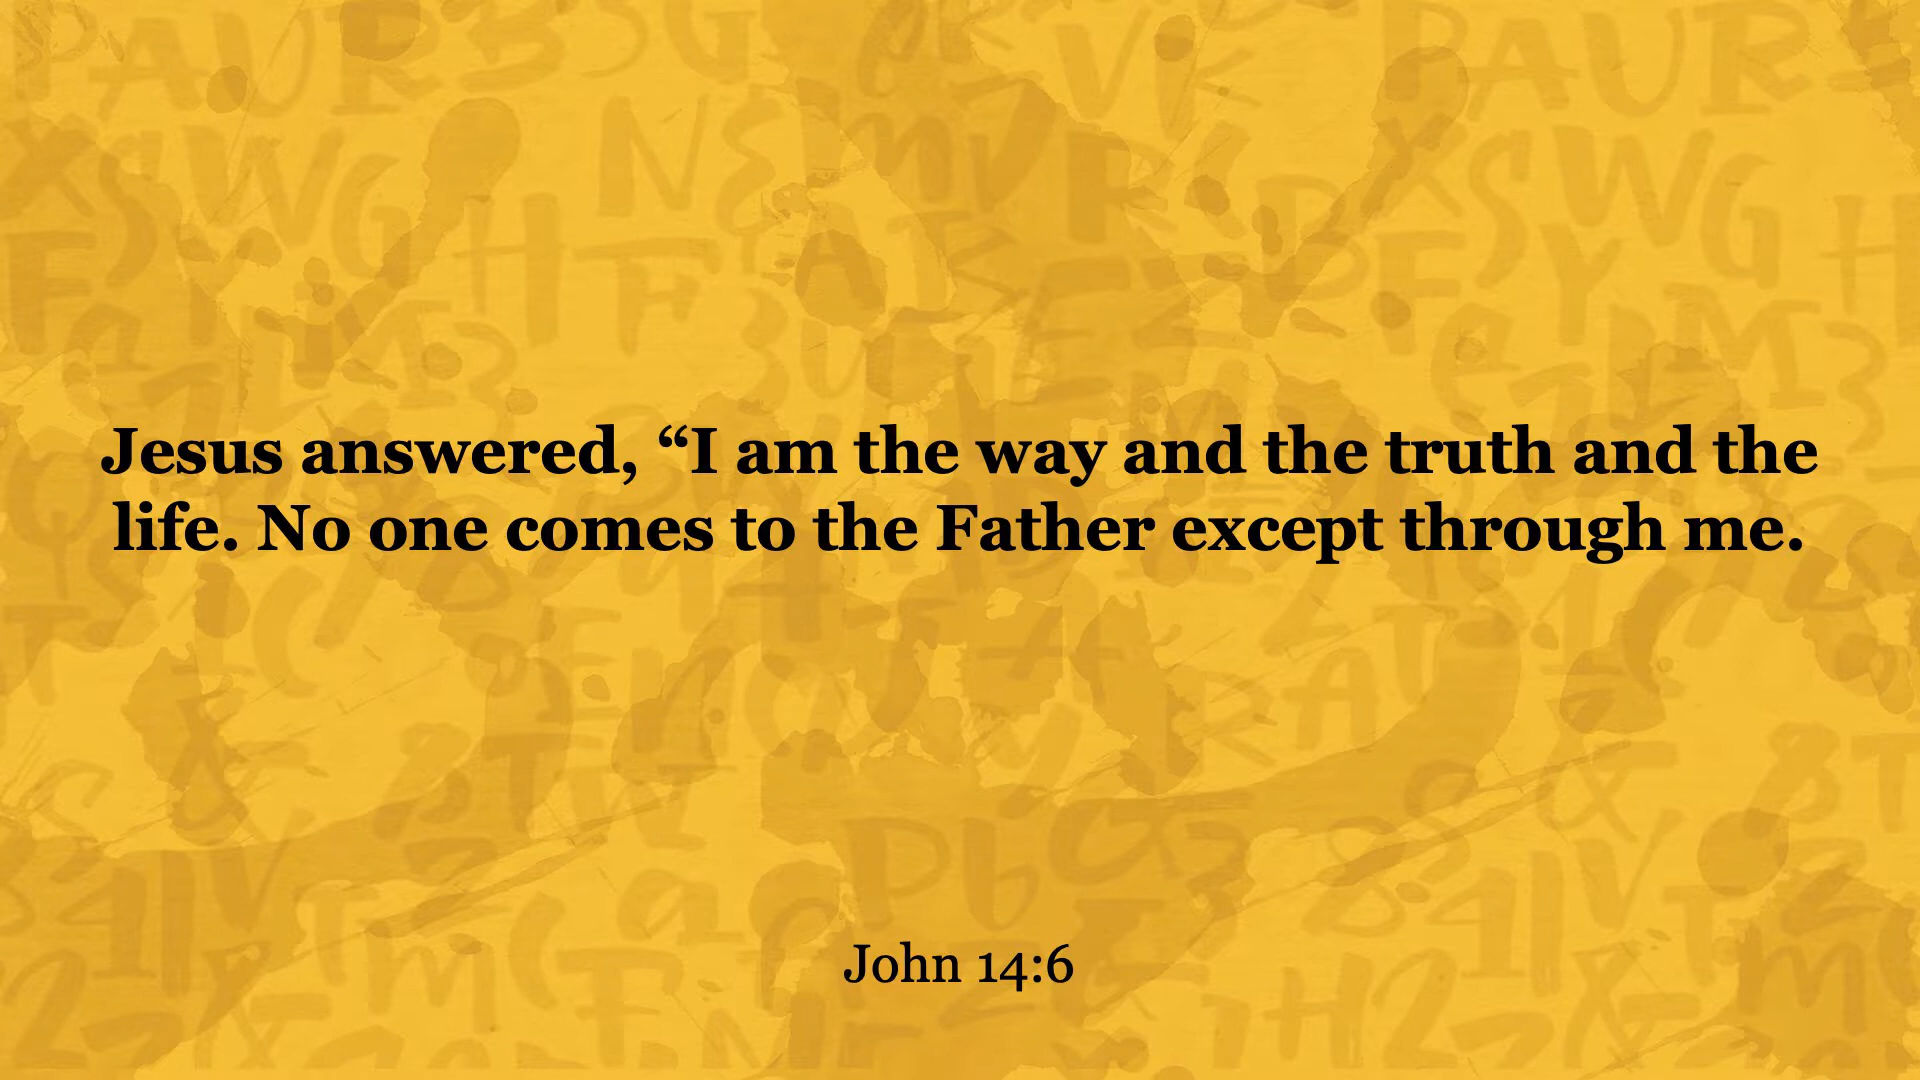 Jesus answered, “I am the way and the truth and the
life. No one comes to the Father except through me.
John 14:6